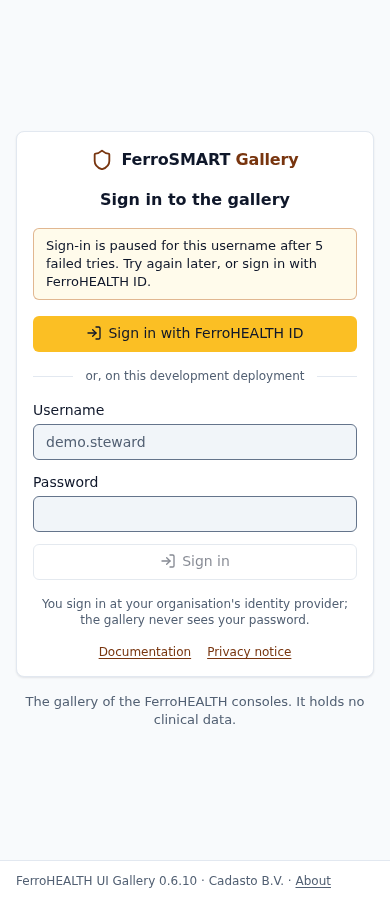 FerroSMART Gallery
Sign in to the gallery
Sign-in is paused for this username after 5
failed tries. Try again later, or sign in with
FerroHEALTH ID.
Sign in with FerroHEALTH ID
or, on this development deployment
Username
demo.steward
Password
Sign in
You sign in at your organisation's identity provider;
the gallery never sees your password.
Documentation Privacy notice
The gallery of the FerroHEALTH consoles. It holds no
clinical data.
FerroHEALTH UI Gallery 0.6.10 · Cadasto B.V. · About